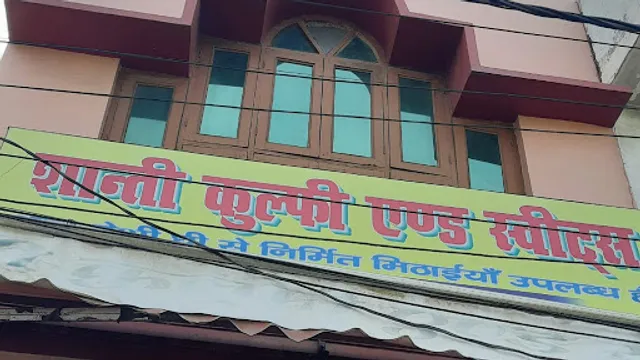 शान्ती कुल्फी एण्ड स्वीट्स
घी से निर्मित मिठाईयाँ उपलब्ध